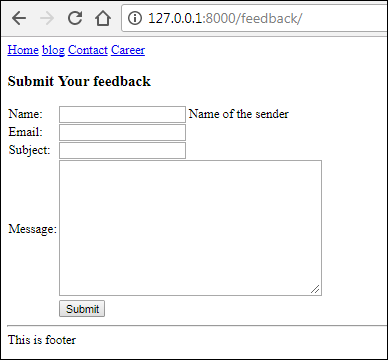 127.0.0.1:8000/feedback/
Home blog Contact Career
Submit Your feedback
Name: Name of the sender
Email:
Subject:
Message:
Submit
This is footer